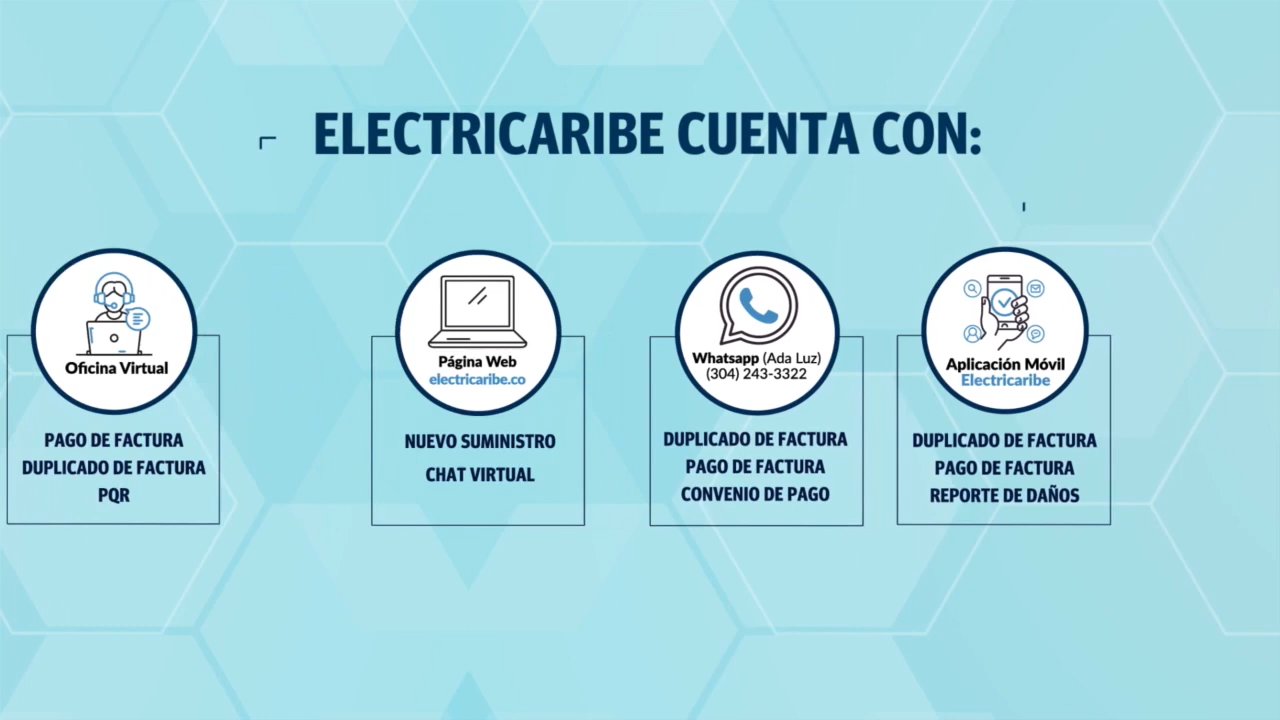 ELECTRICARIBE CUENTA CON:
Oficina Virtual
PAGO DE FACTURA
DUPLICADO DE FACTURA
PQR
Página Web
electricaribe.co
NUEVO SUMINISTRO
CHAT VIRTUAL
Whatsapp (Ada Luz)
(304) 243-3322
DUPLICADO DE FACTURA
PAGO DE FACTURA
CONVENIO DE PAGO
Aplicación Móvil
Electricaribe
DUPLICADO DE FACTURA
PAGO DE FACTURA
REPORTE DE DAÑOS